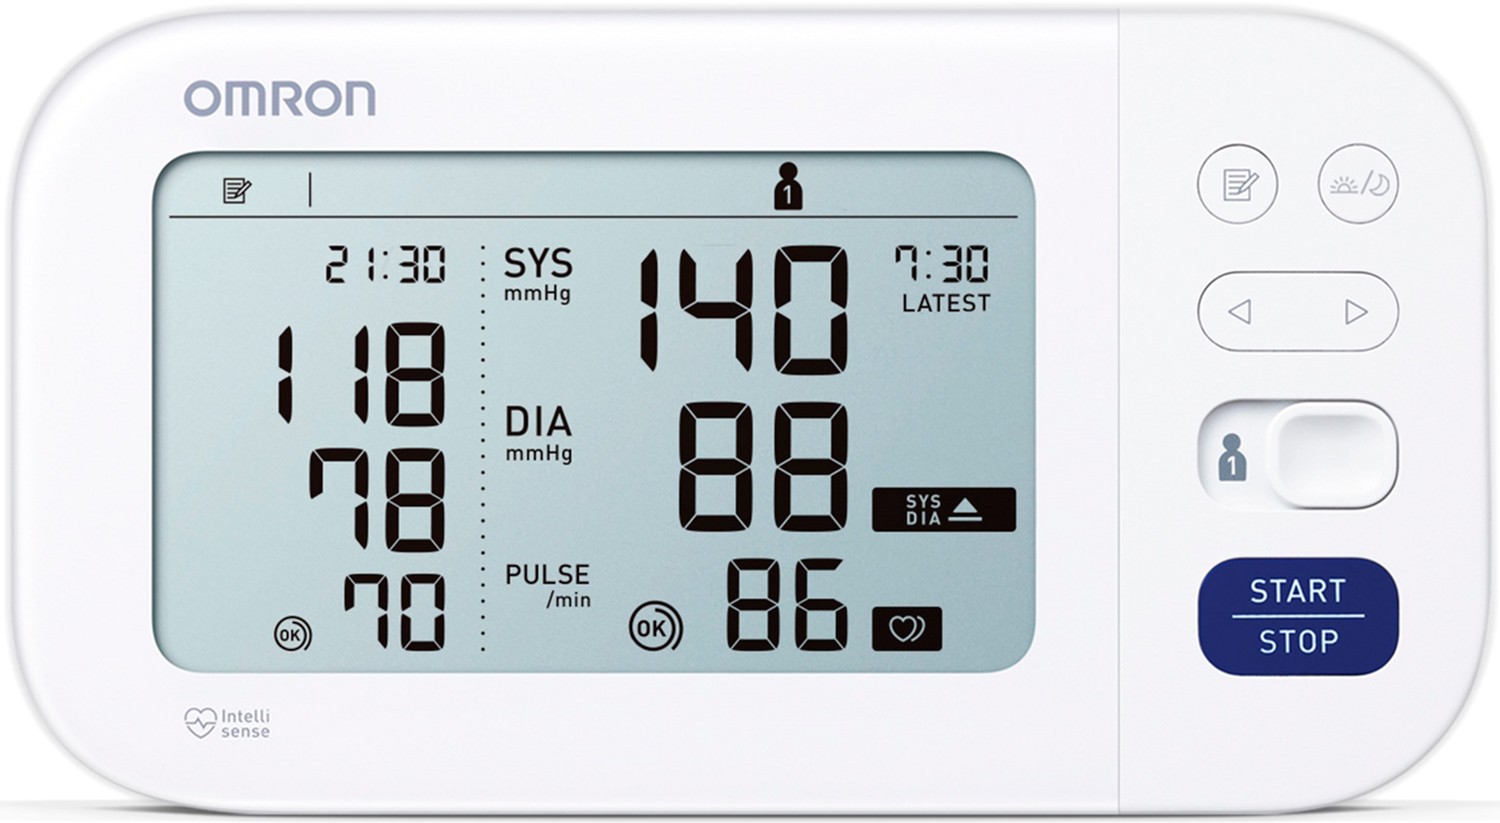 OMRON
1
21:30
118
78
70
OK
SYS
mmHg
140
7:30
LATEST
DIA
mmHg
88
SYS
DIA
PULSE
/min
OK
86
1
START
STOP
Intelli
sense